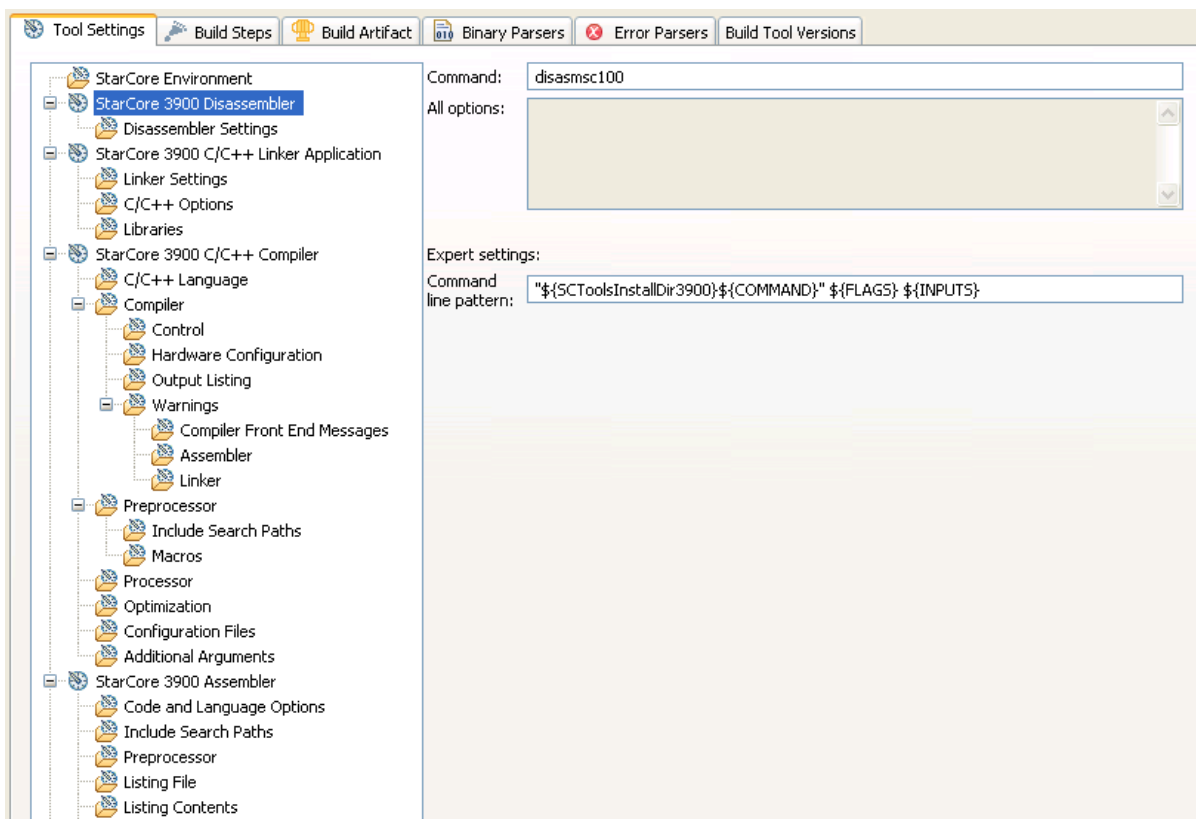 Tool Settings Build Steps Build Artifact Binary Parsers Error Parsers Build Tool Versions
StarCore Environment
StarCore 3900 Disassembler
Disassembler Settings
StarCore 3900 C/C++ Linker Application
Linker Settings
C/C++ Options
Libraries
StarCore 3900 C/C++ Compiler
C/C++ Language
Compiler
Control
Hardware Configuration
Output Listing
Warnings
Compiler Front End Messages
Assembler
Linker
Preprocessor
Include Search Paths
Macros
Processor
Optimization
Configuration Files
Additional Arguments
StarCore 3900 Assembler
Code and Language Options
Include Search Paths
Preprocessor
Listing File
Listing Contents
Command: disasmsc100
All options:
Expert settings:
Command
line pattern: "${SCToolsInstallDir3900}${COMMAND}" ${FLAGS} ${INPUTS}